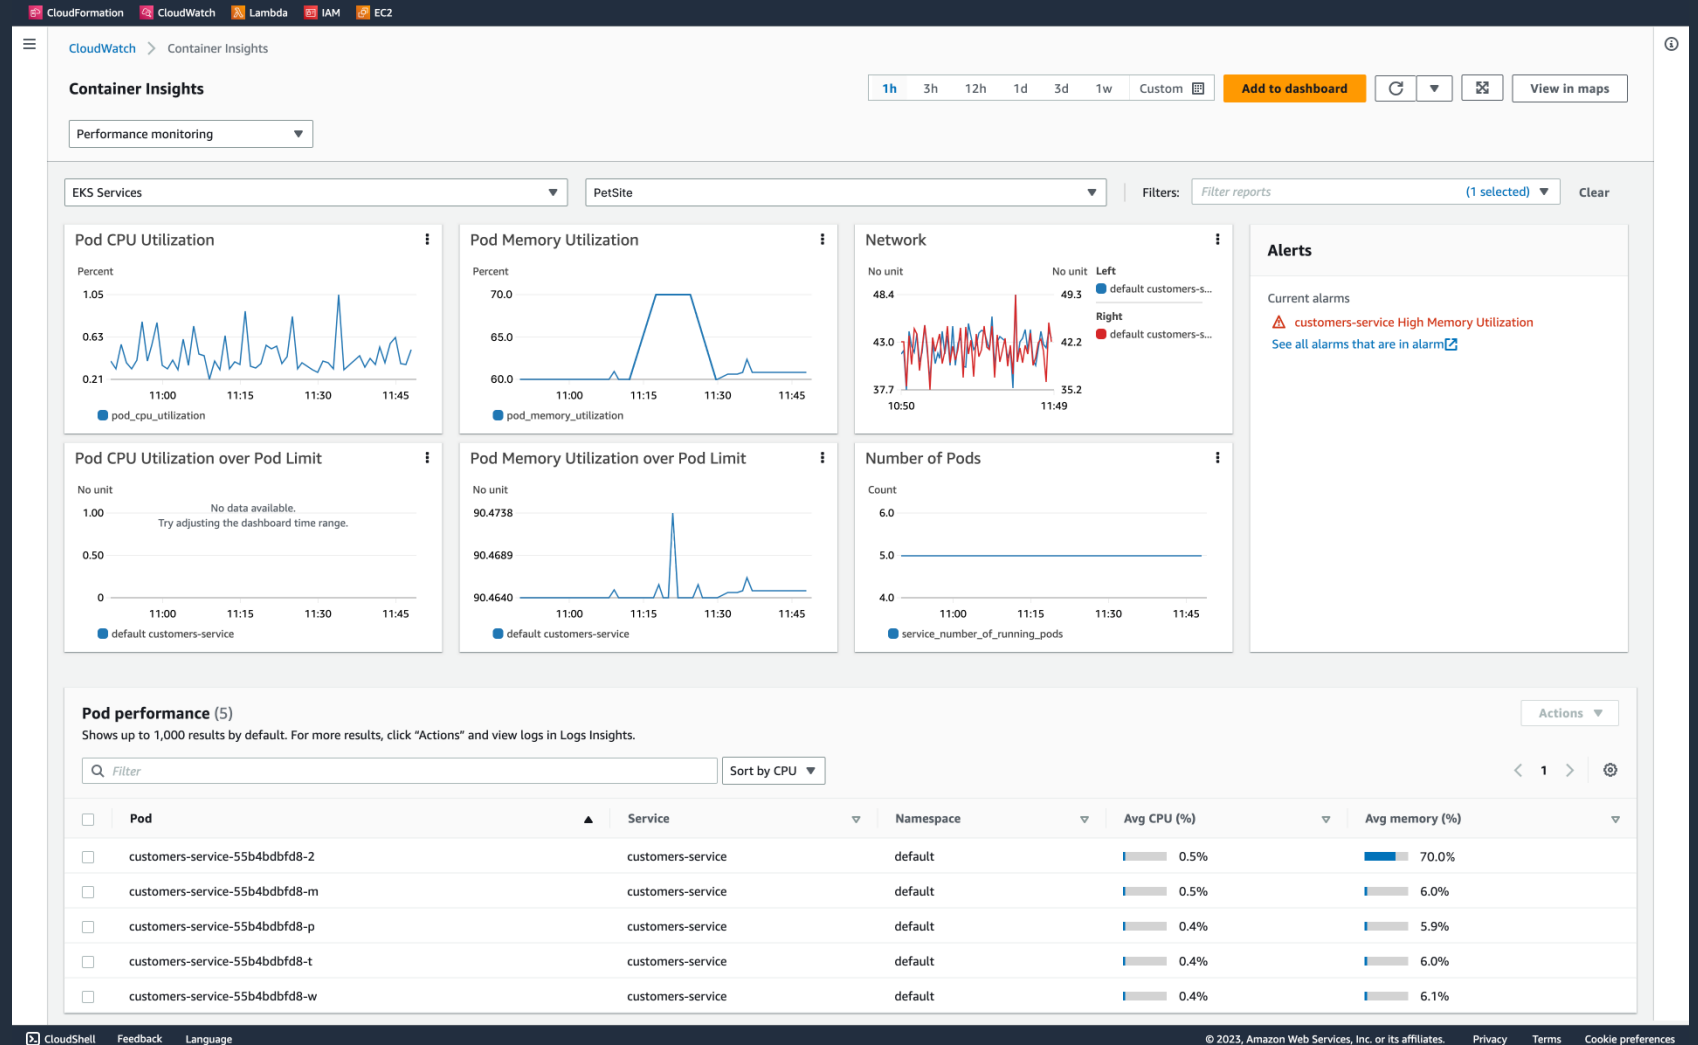 CloudFormation CloudWatch Lambda IAM EC2
CloudWatch Container Insights
Container Insights
1h 3h 12h 1d 3d 1w Custom Add to dashboard View in maps
Performance monitoring
EKS Services PetSite Filters: Filter reports (1 selected) Clear
Pod CPU Utilization
Percent
1.05
0.63
0.21
11:00 11:15 11:30 11:45
pod_cpu_utilization
Pod Memory Utilization
Percent
70.0
65.0
60.0
11:00 11:15 11:30 11:45
pod_memory_utilization
Network
No unit No unit
48.4 49.3
43.0 42.2
37.7 35.2
10:50 11:49
Left
default customers-s...
Right
default customers-s...
Alerts
Current alarms
customers-service High Memory Utilization
See all alarms that are in alarm
Pod CPU Utilization over Pod Limit
No unit
1.00
0.50
0
No data available.
Try adjusting the dashboard time range.
11:00 11:15 11:30 11:45
default customers-service
Pod Memory Utilization over Pod Limit
No unit
90.4738
90.4689
90.4640
11:00 11:15 11:30 11:45
default customers-service
Number of Pods
Count
6.0
5.0
4.0
11:00 11:15 11:30 11:45
service_number_of_running_pods
Pod performance (5)
Actions
Shows up to 1,000 results by default. For more results, click “Actions” and view logs in Logs Insights.
Filter Sort by CPU 1
Pod Service Namespace Avg CPU (%) Avg memory (%)
customers-service-55b4bdbfd8-2 customers-service default 0.5% 70.0%
customers-service-55b4bdbfd8-m customers-service default 0.5% 6.0%
customers-service-55b4bdbfd8-p customers-service default 0.4% 5.9%
customers-service-55b4bdbfd8-t customers-service default 0.4% 6.0%
customers-service-55b4bdbfd8-w customers-service default 0.4% 6.1%
CloudShell Feedback Language © 2023, Amazon Web Services, Inc. or its affiliates. Privacy Terms Cookie preferences